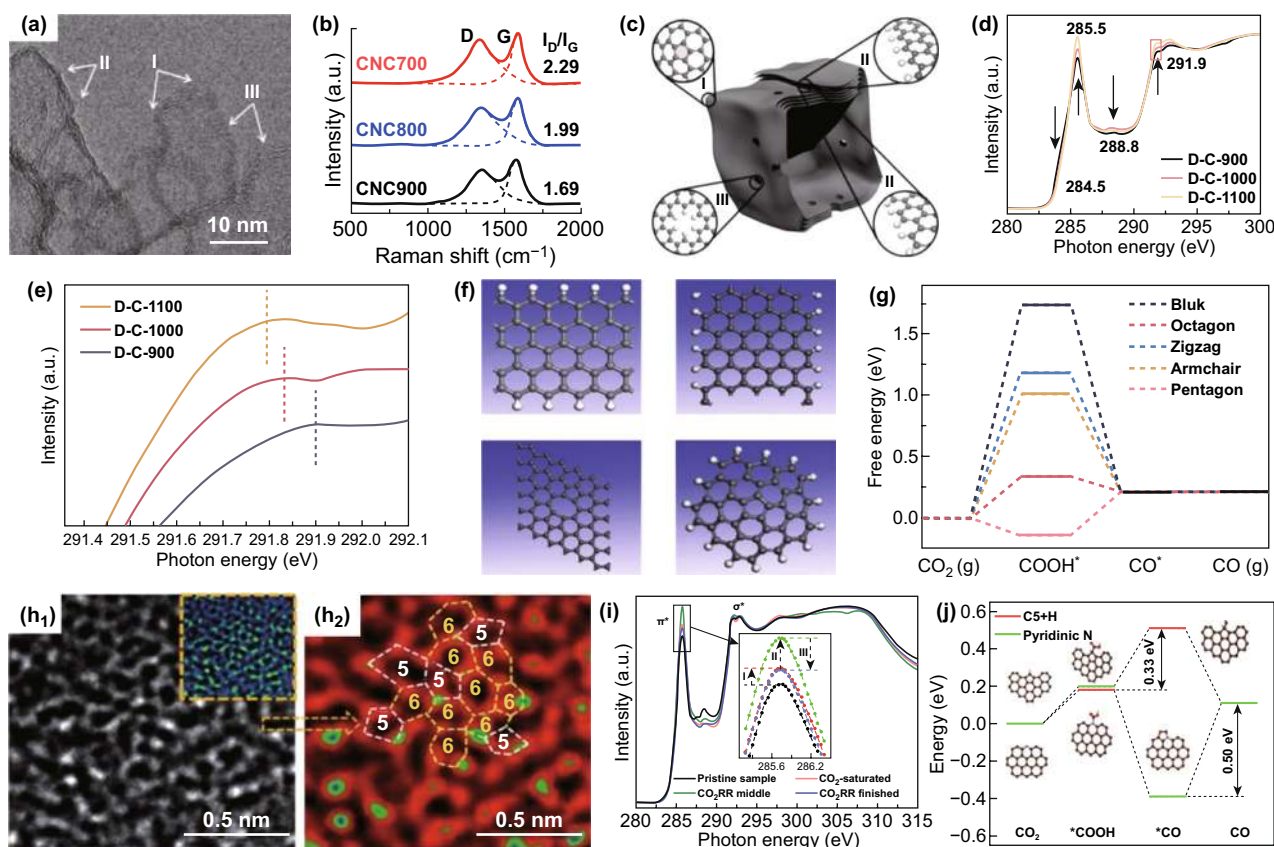 (a)
II
I
III
10 nm
(b)
D
G
I_D/I_G
CNC700
2.29
CNC800
1.99
CNC900
1.69
Intensity (a.u.)
500
1000
1500
2000
Raman shift (cm⁻¹)
(c)
I
II
II
III
(d)
285.5
291.9
288.8
284.5
D-C-900
D-C-1000
D-C-1100
Intensity (a.u.)
280
285
290
295
300
Photon energy (eV)
(e)
D-C-1100
D-C-1000
D-C-900
Intensity (a.u.)
291.4 291.5 291.6 291.7 291.8 291.9 292.0 292.1
Photon energy (eV)
(f)
(g)
Bluk
Octagon
Zigzag
Armchair
Pentagon
Free energy (eV)
1.5
1.0
0.5
0.0
CO₂ (g)
COOH*
CO*
CO (g)
(h₁)
0.5 nm
(h₂)
6
5
5
6
6
5
6
6
6
6
5
6
5
6
0.5 nm
(i)
π*
σ*
I
II
III
285.6
286.2
Pristine sample
CO₂-saturated
CO₂RR middle
CO₂RR finished
Intensity (a.u.)
280 285 290 295 300 305 310 315
Photon energy (eV)
(j)
C5+H
Pyridinic N
0.33 eV
0.50 eV
Energy (eV)
0.6
0.4
0.2
0.0
−0.2
−0.4
−0.6
CO₂
*COOH
*CO
CO